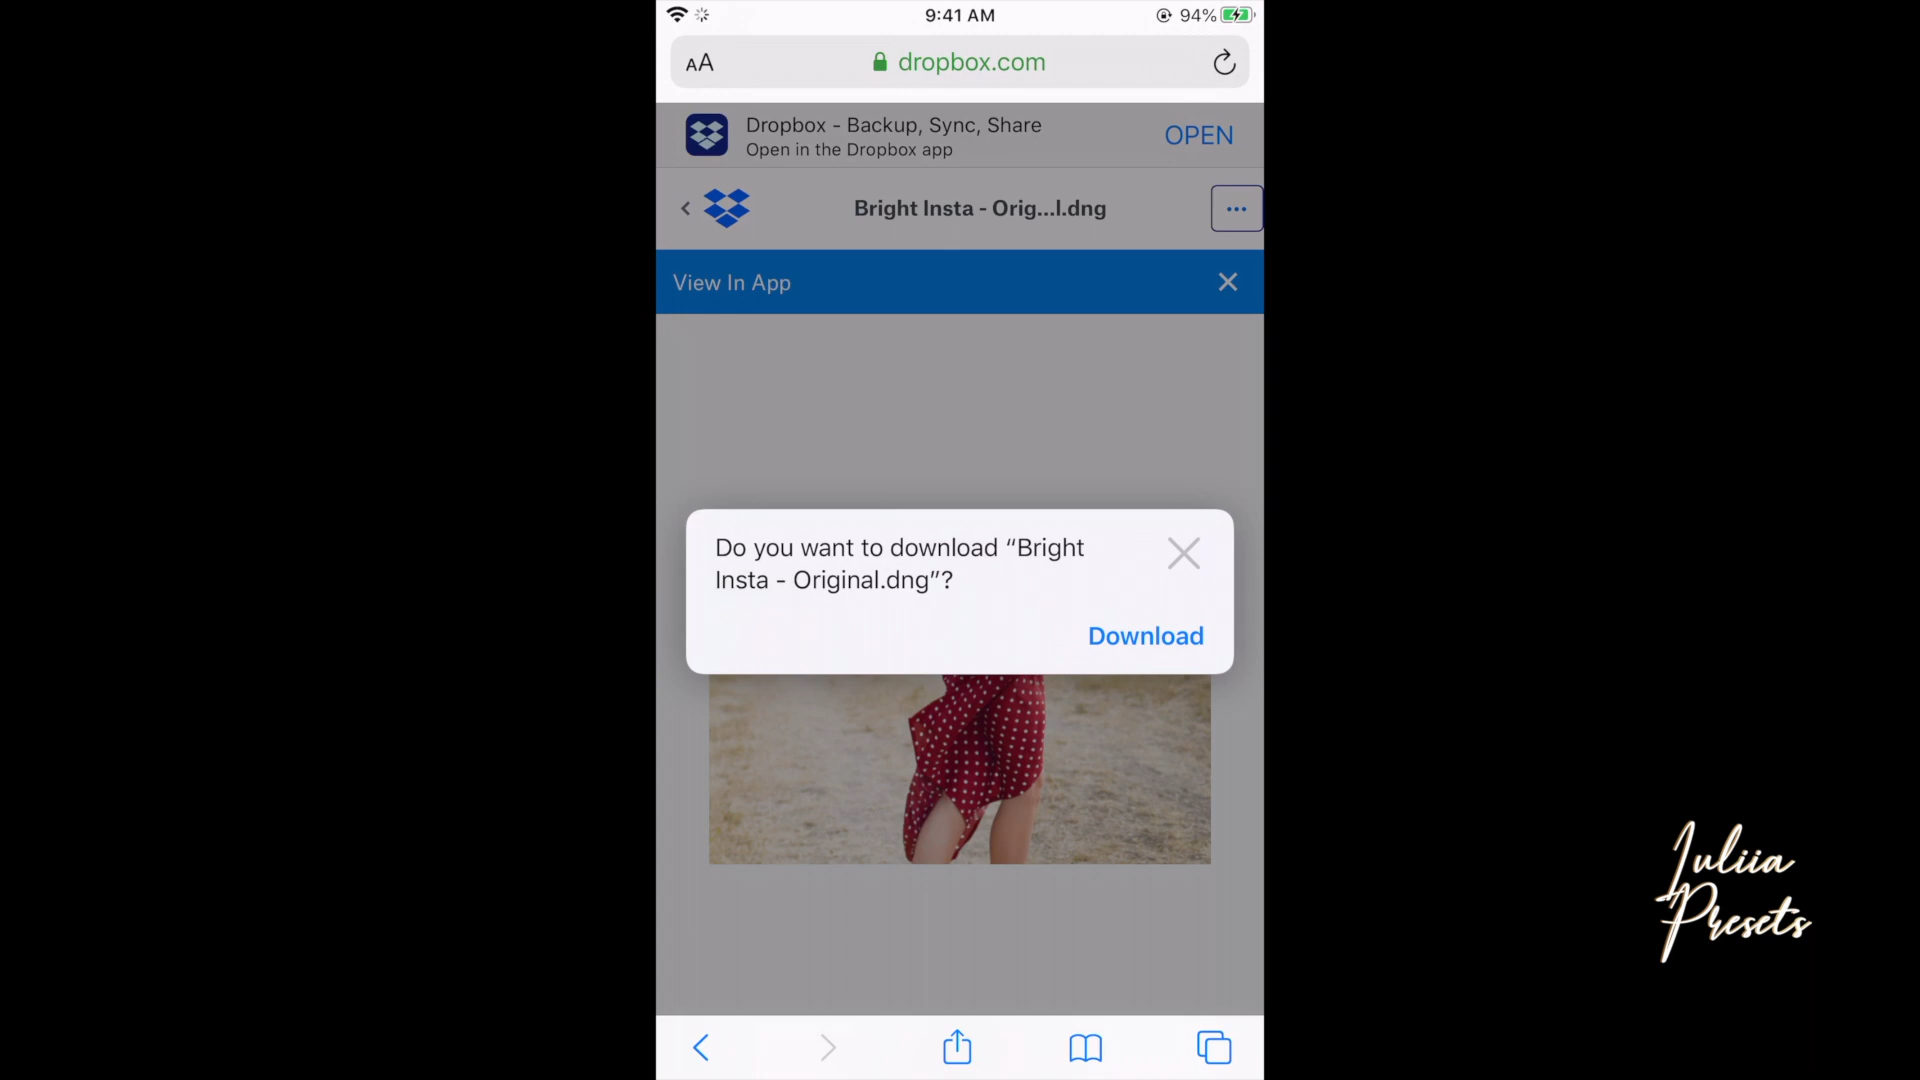 9:41 AM
94%
AA
dropbox.com
Dropbox - Backup, Sync, Share
Open in the Dropbox app
OPEN
Bright Insta - Orig...l.dng
View In App
Do you want to download “Bright
Insta - Original.dng”?
Download
Iuliia
Presets